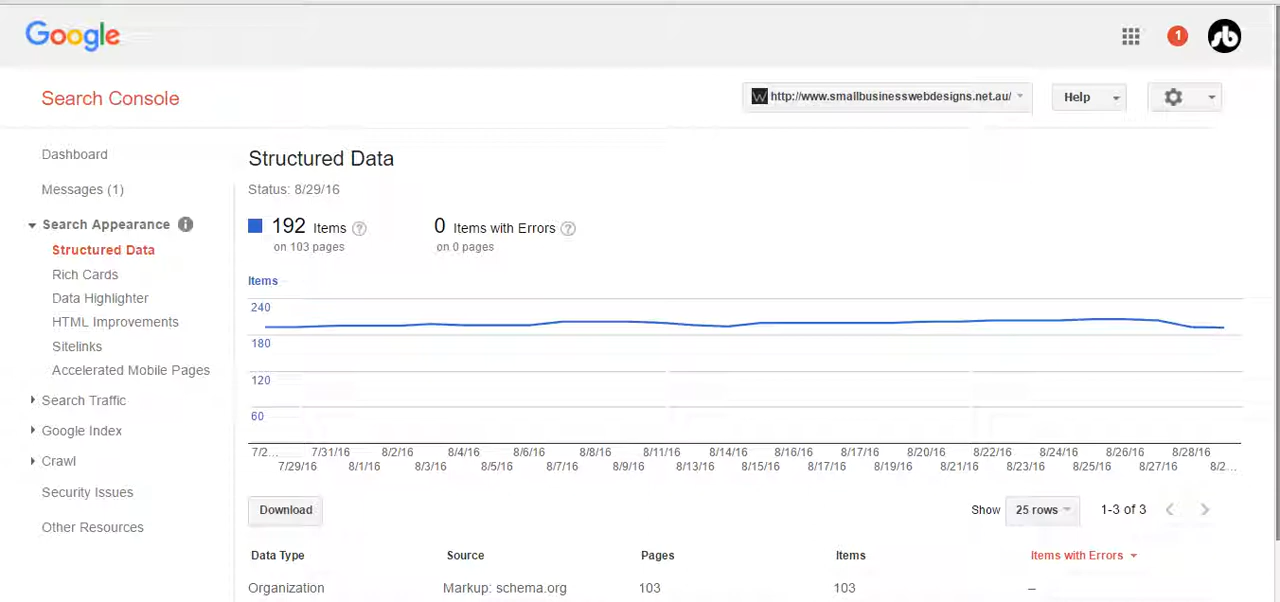 Google
1
sb
Search Console
http://www.smallbusinesswebdesigns.net.au/
Help
Dashboard
Messages (1)
Search Appearance
Structured Data
Rich Cards
Data Highlighter
HTML Improvements
Sitelinks
Accelerated Mobile Pages
Search Traffic
Google Index
Crawl
Security Issues
Other Resources
Structured Data
Status: 8/29/16
192 Items ? 0 Items with Errors ?
on 103 pages on 0 pages
Items
240
180
120
60
7/2... 7/31/16 8/2/16 8/4/16 8/6/16 8/8/16 8/11/16 8/14/16 8/16/16 8/17/16 8/20/16 8/22/16 8/24/16 8/26/16 8/28/16
7/29/16 8/1/16 8/3/16 8/5/16 8/7/16 8/9/16 8/13/16 8/15/16 8/17/16 8/19/16 8/21/16 8/23/16 8/25/16 8/27/16 8/2...
Download Show 25 rows 1-3 of 3
Data Type Source Pages Items Items with Errors
Organization Markup: schema.org 103 103 –